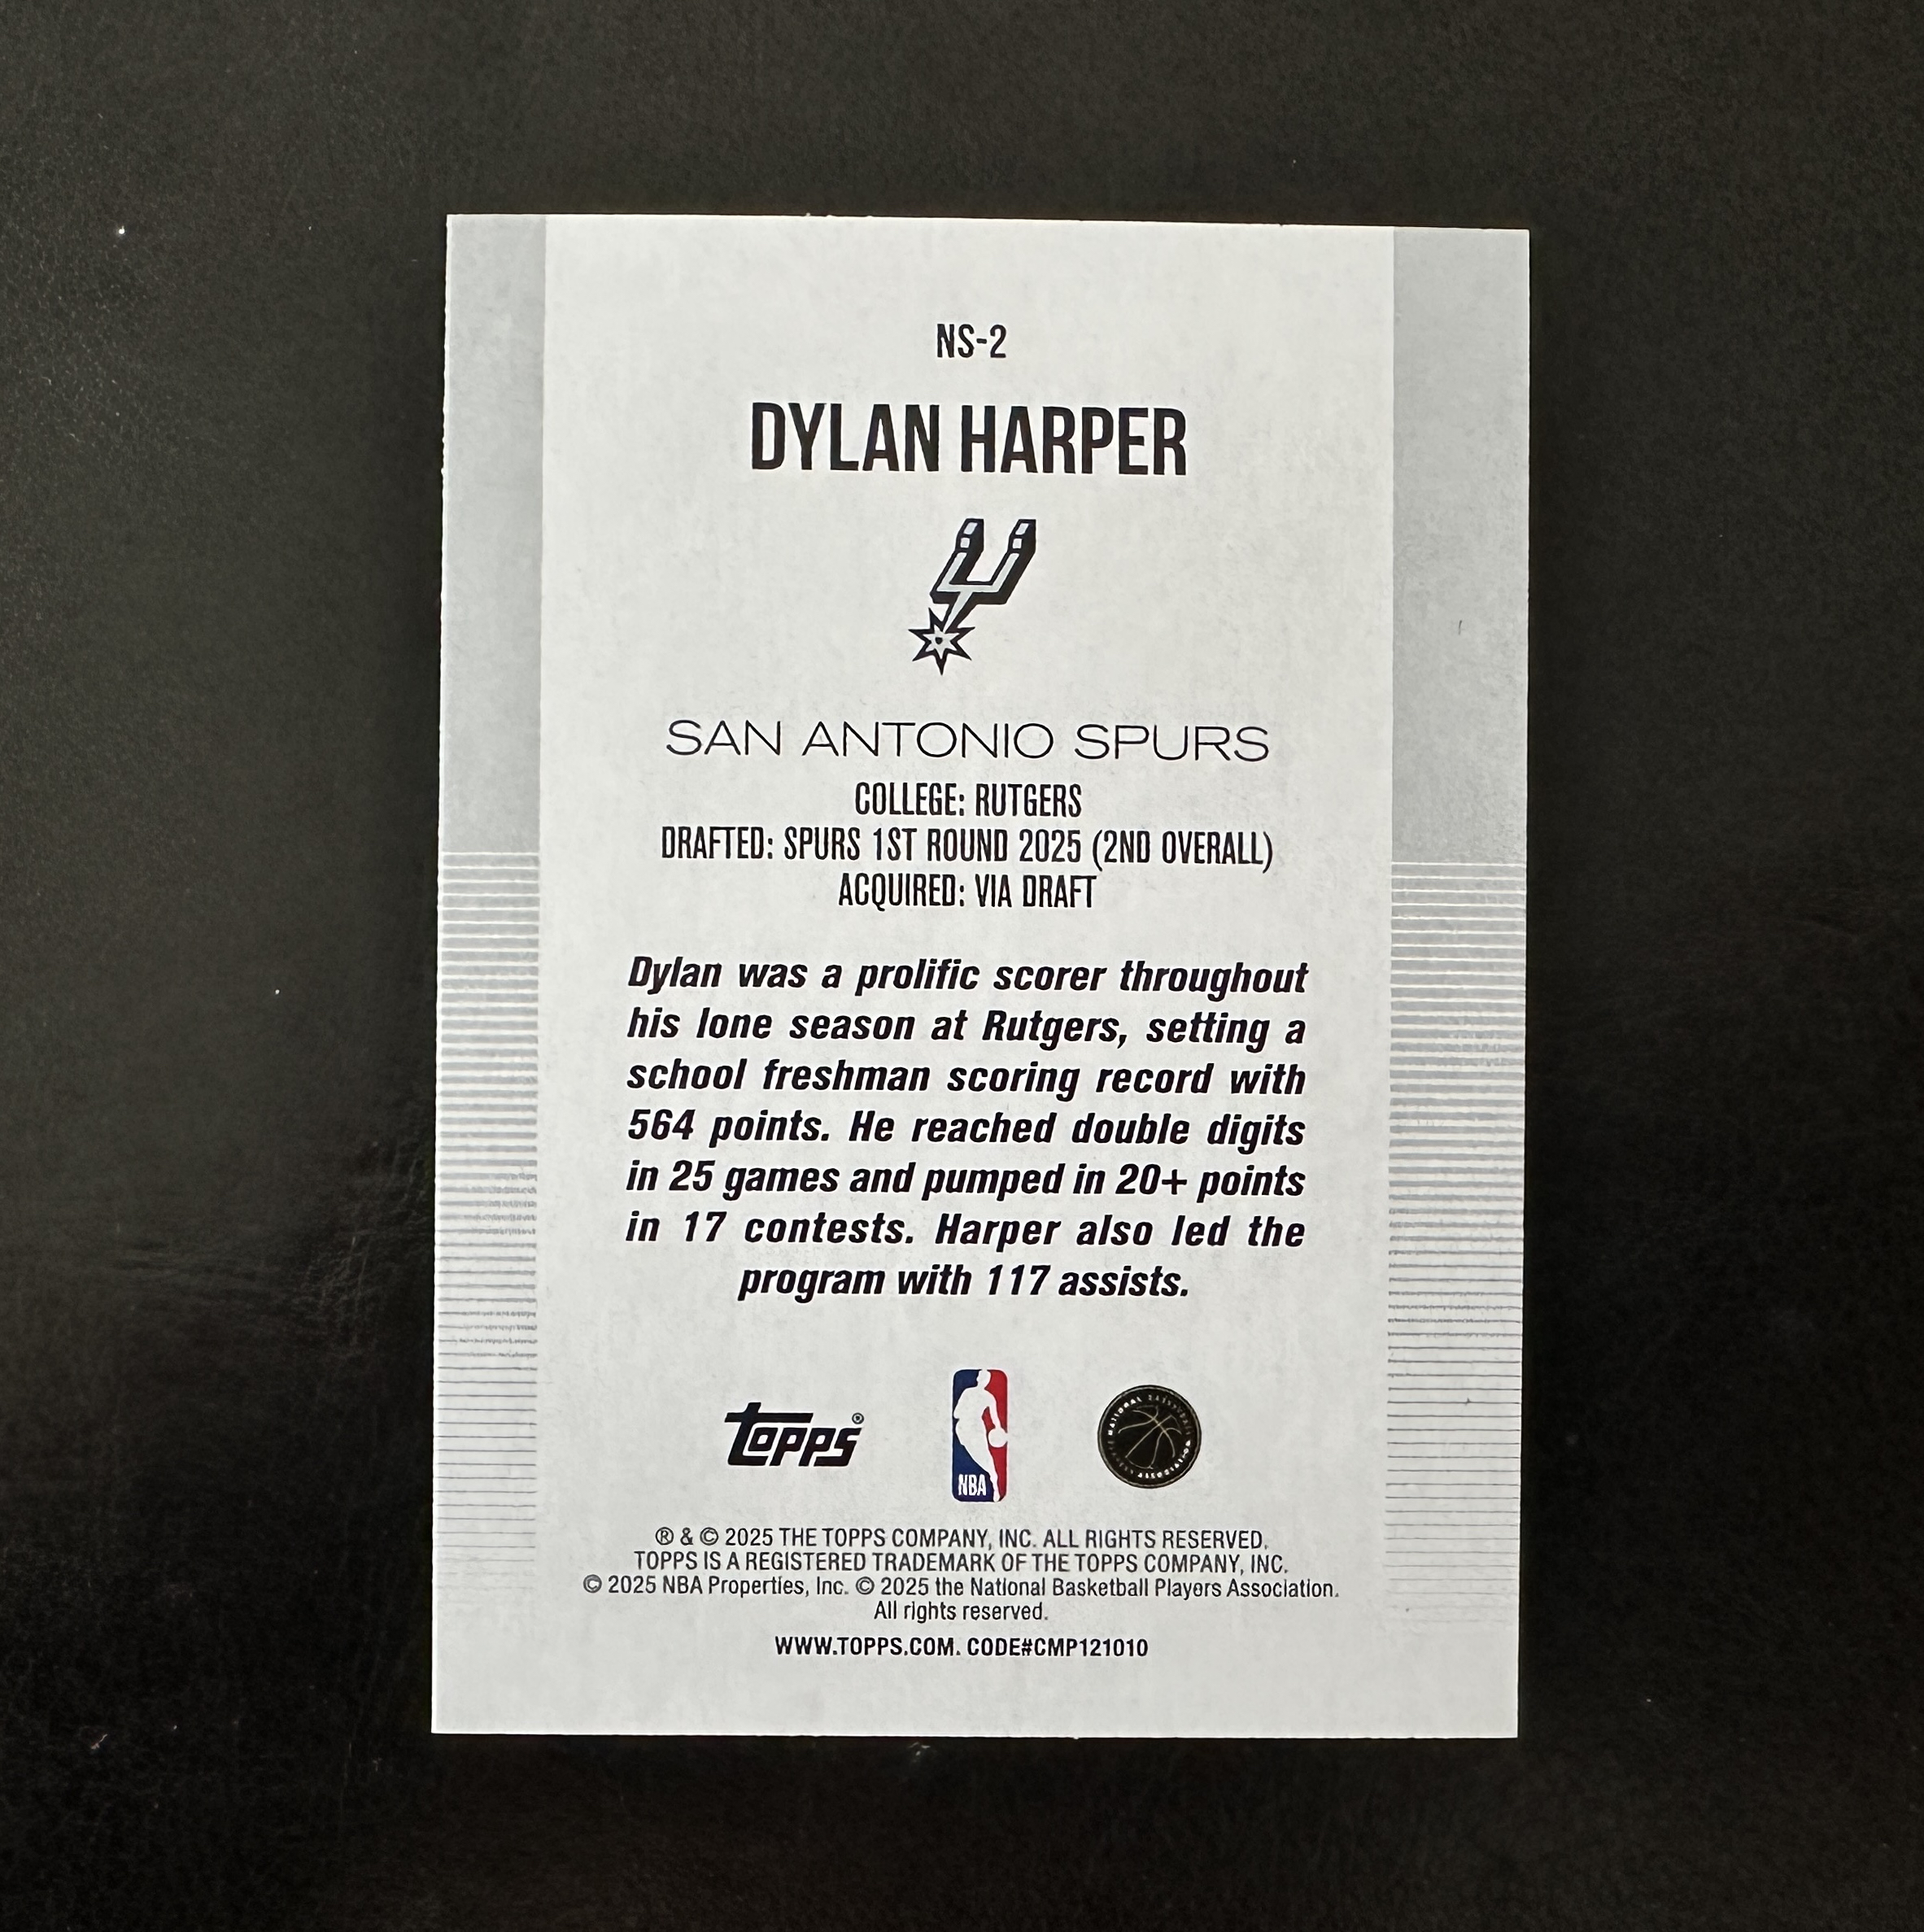 NS-2
DYLAN HARPER
SAN ANTONIO SPURS
COLLEGE: RUTGERS
DRAFTED: SPURS 1ST ROUND 2025 (2ND OVERALL)
ACQUIRED: VIA DRAFT
Dylan was a prolific scorer throughout
his lone season at Rutgers, setting a
school freshman scoring record with
564 points. He reached double digits
in 25 games and pumped in 20+ points
in 17 contests. Harper also led the
program with 117 assists.
topps®
NBA
® & © 2025 THE TOPPS COMPANY, INC. ALL RIGHTS RESERVED.
TOPPS IS A REGISTERED TRADEMARK OF THE TOPPS COMPANY, INC.
© 2025 NBA Properties, Inc. © 2025 the National Basketball Players Association.
All rights reserved.
WWW.TOPPS.COM. CODE#CMP121010